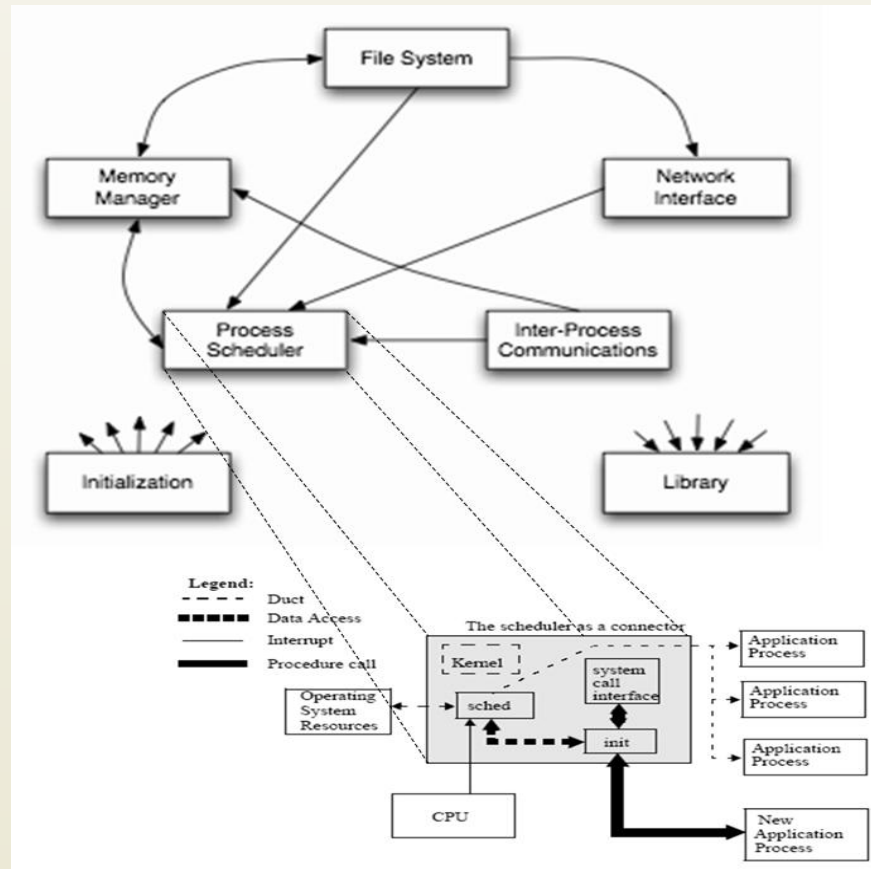 File System
Memory
Manager
Network
Interface
Process
Scheduler
Inter-Process
Communications
Initialization
Library
Legend:
Duct
Data Access
Interrupt
Procedure call
The scheduler as a connector
Kernel
system
call
interface
sched
init
Operating
System
Resources
CPU
Application
Process
Application
Process
Application
Process
New
Application
Process